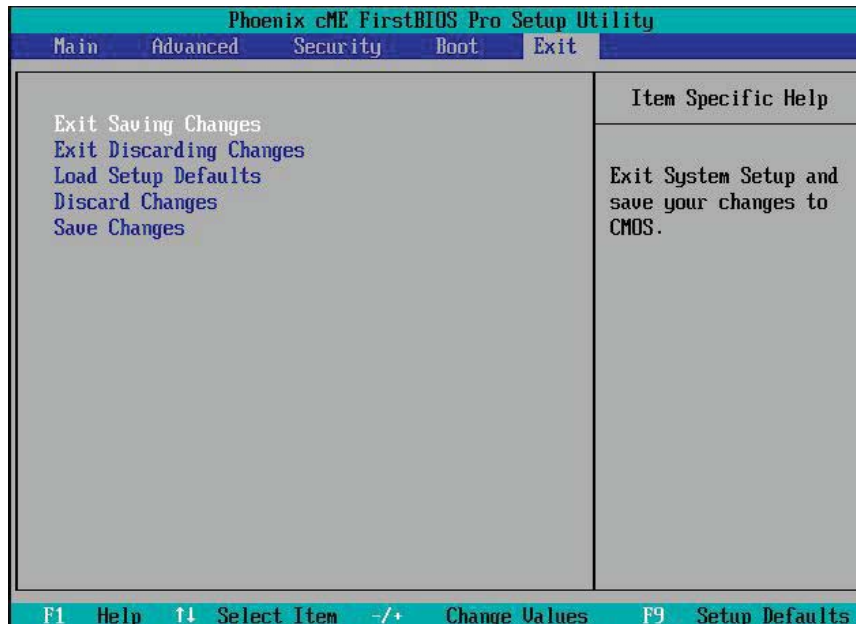 Phoenix cME FirstBIOS Pro Setup Utility
Main Advanced Security Boot Exit
Exit Saving Changes
Exit Discarding Changes
Load Setup Defaults
Discard Changes
Save Changes
Item Specific Help
Exit System Setup and
save your changes to
CMOS.
F1 Help ↑↓ Select Item -/+ Change Values F9 Setup Defaults